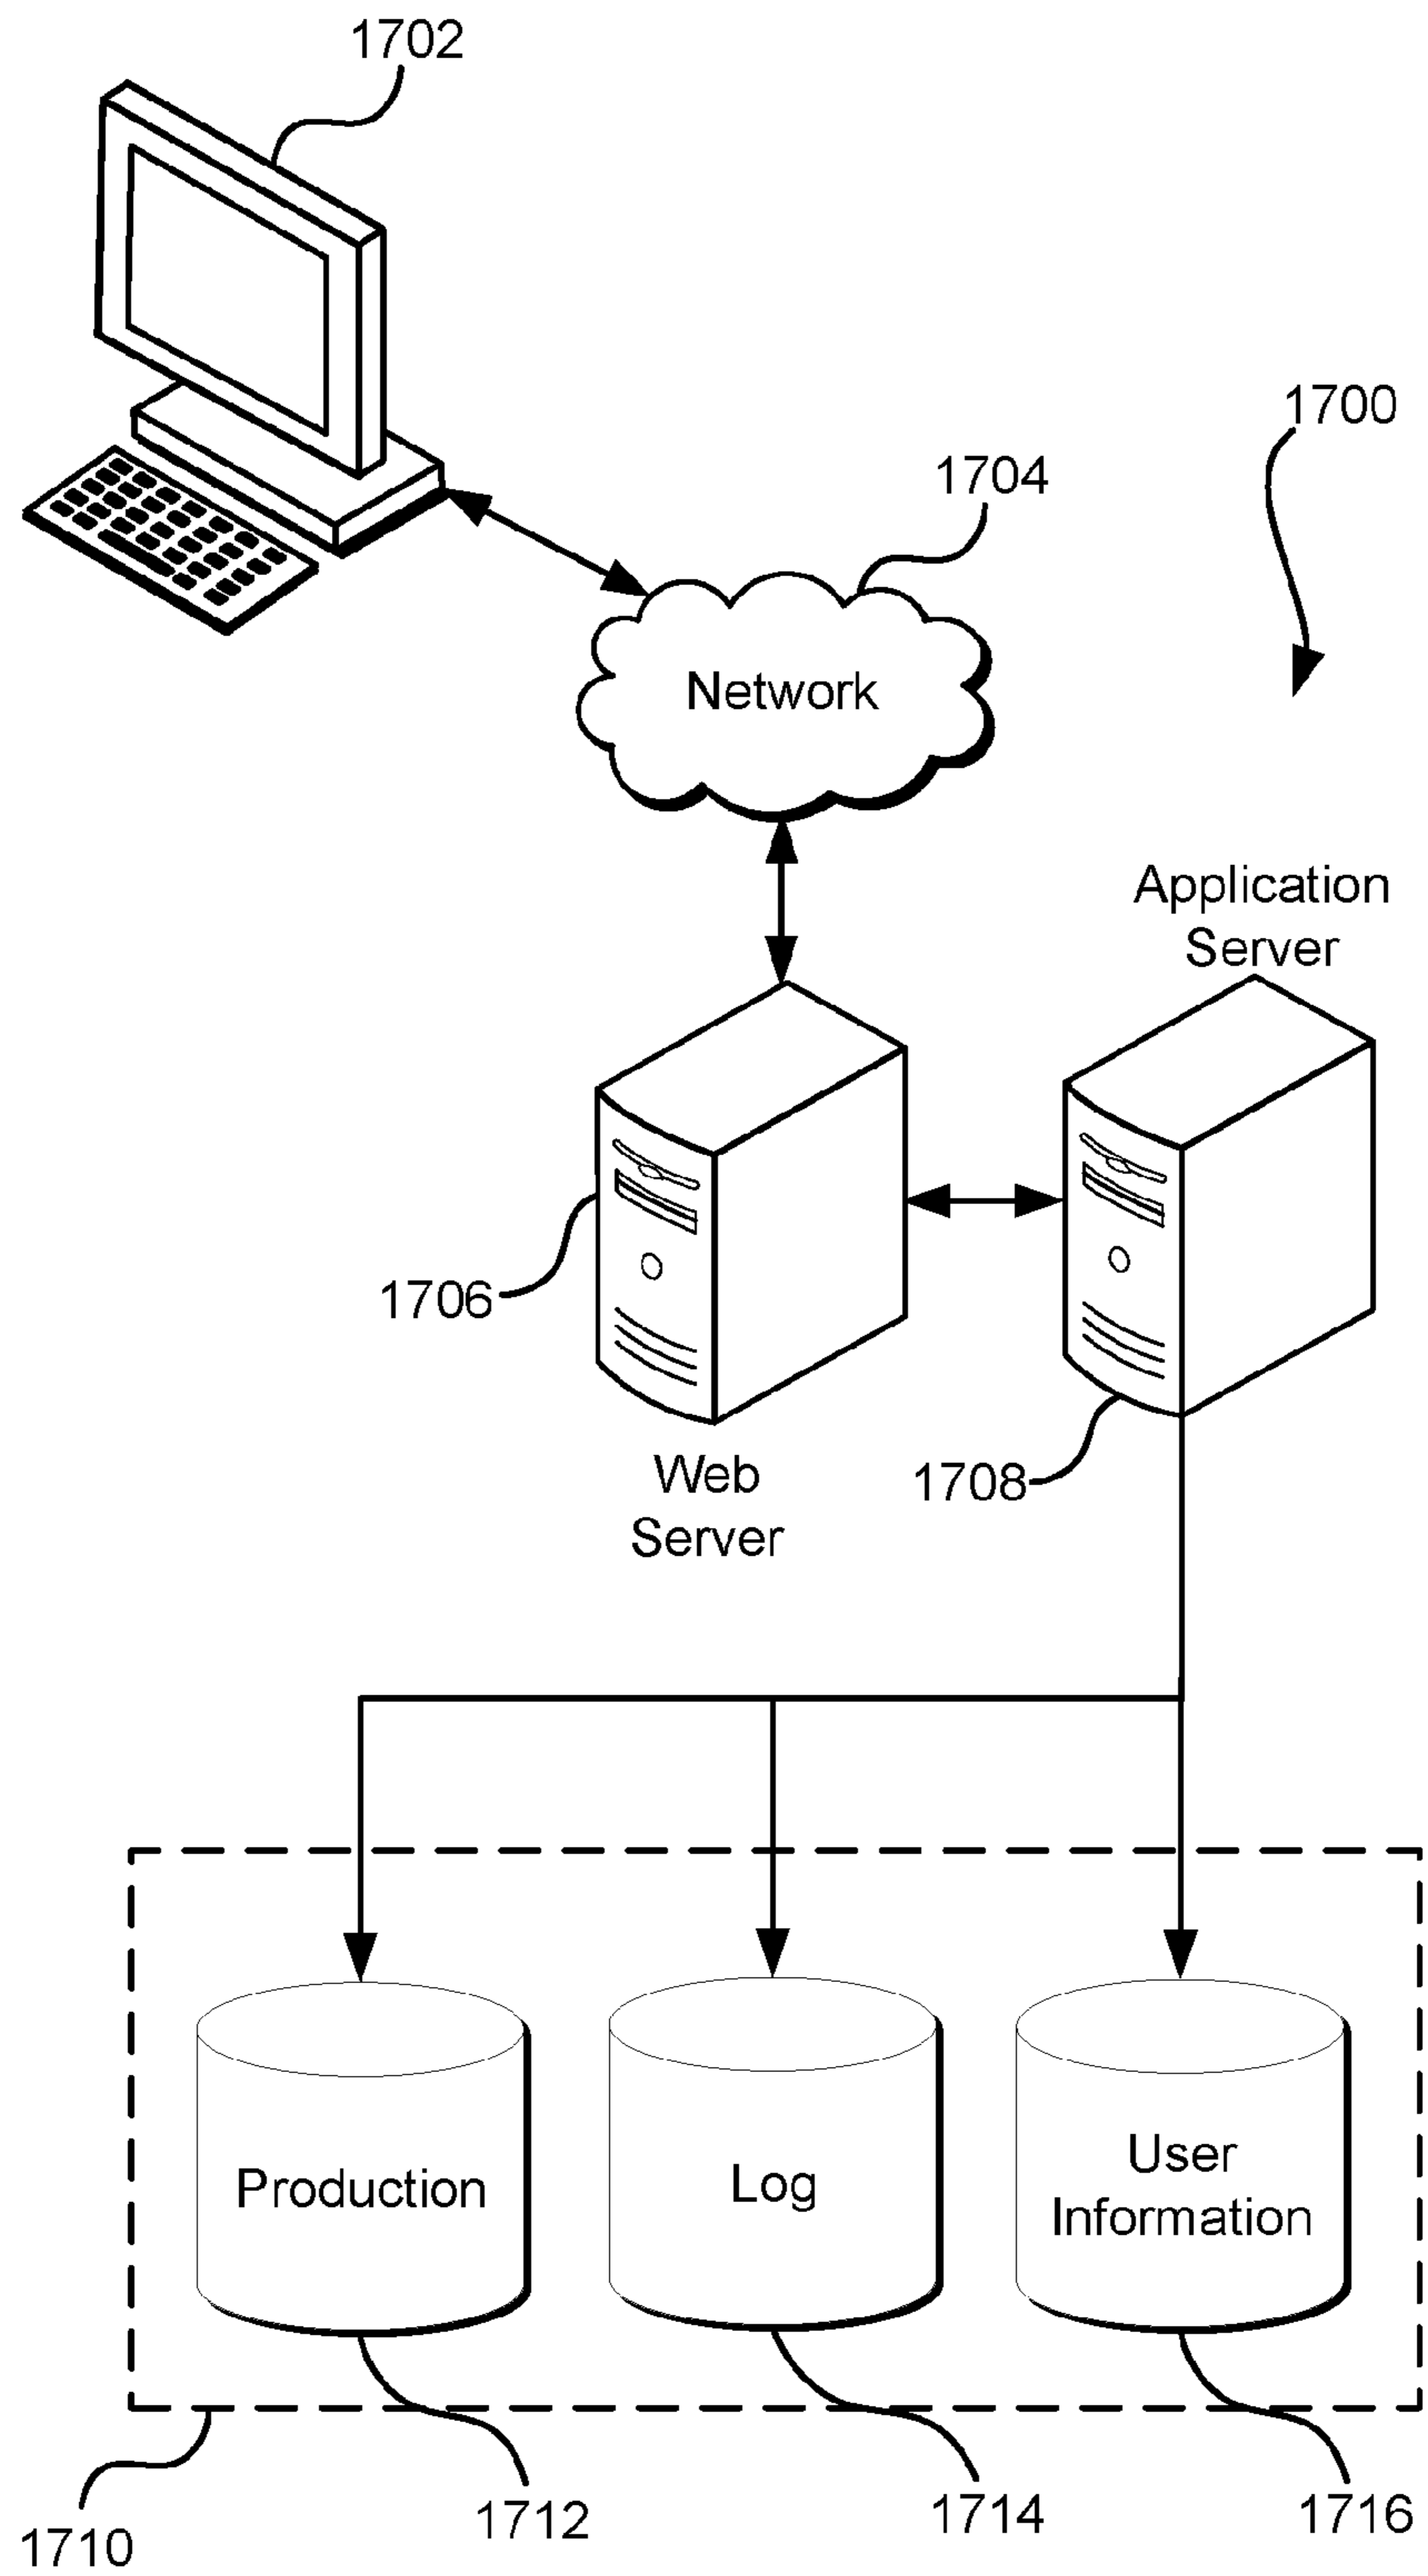 1702
1700
1704
Network
Application
Server
1706
Web
Server
1708
Production
Log
User
Information
1710
1712
1714
1716